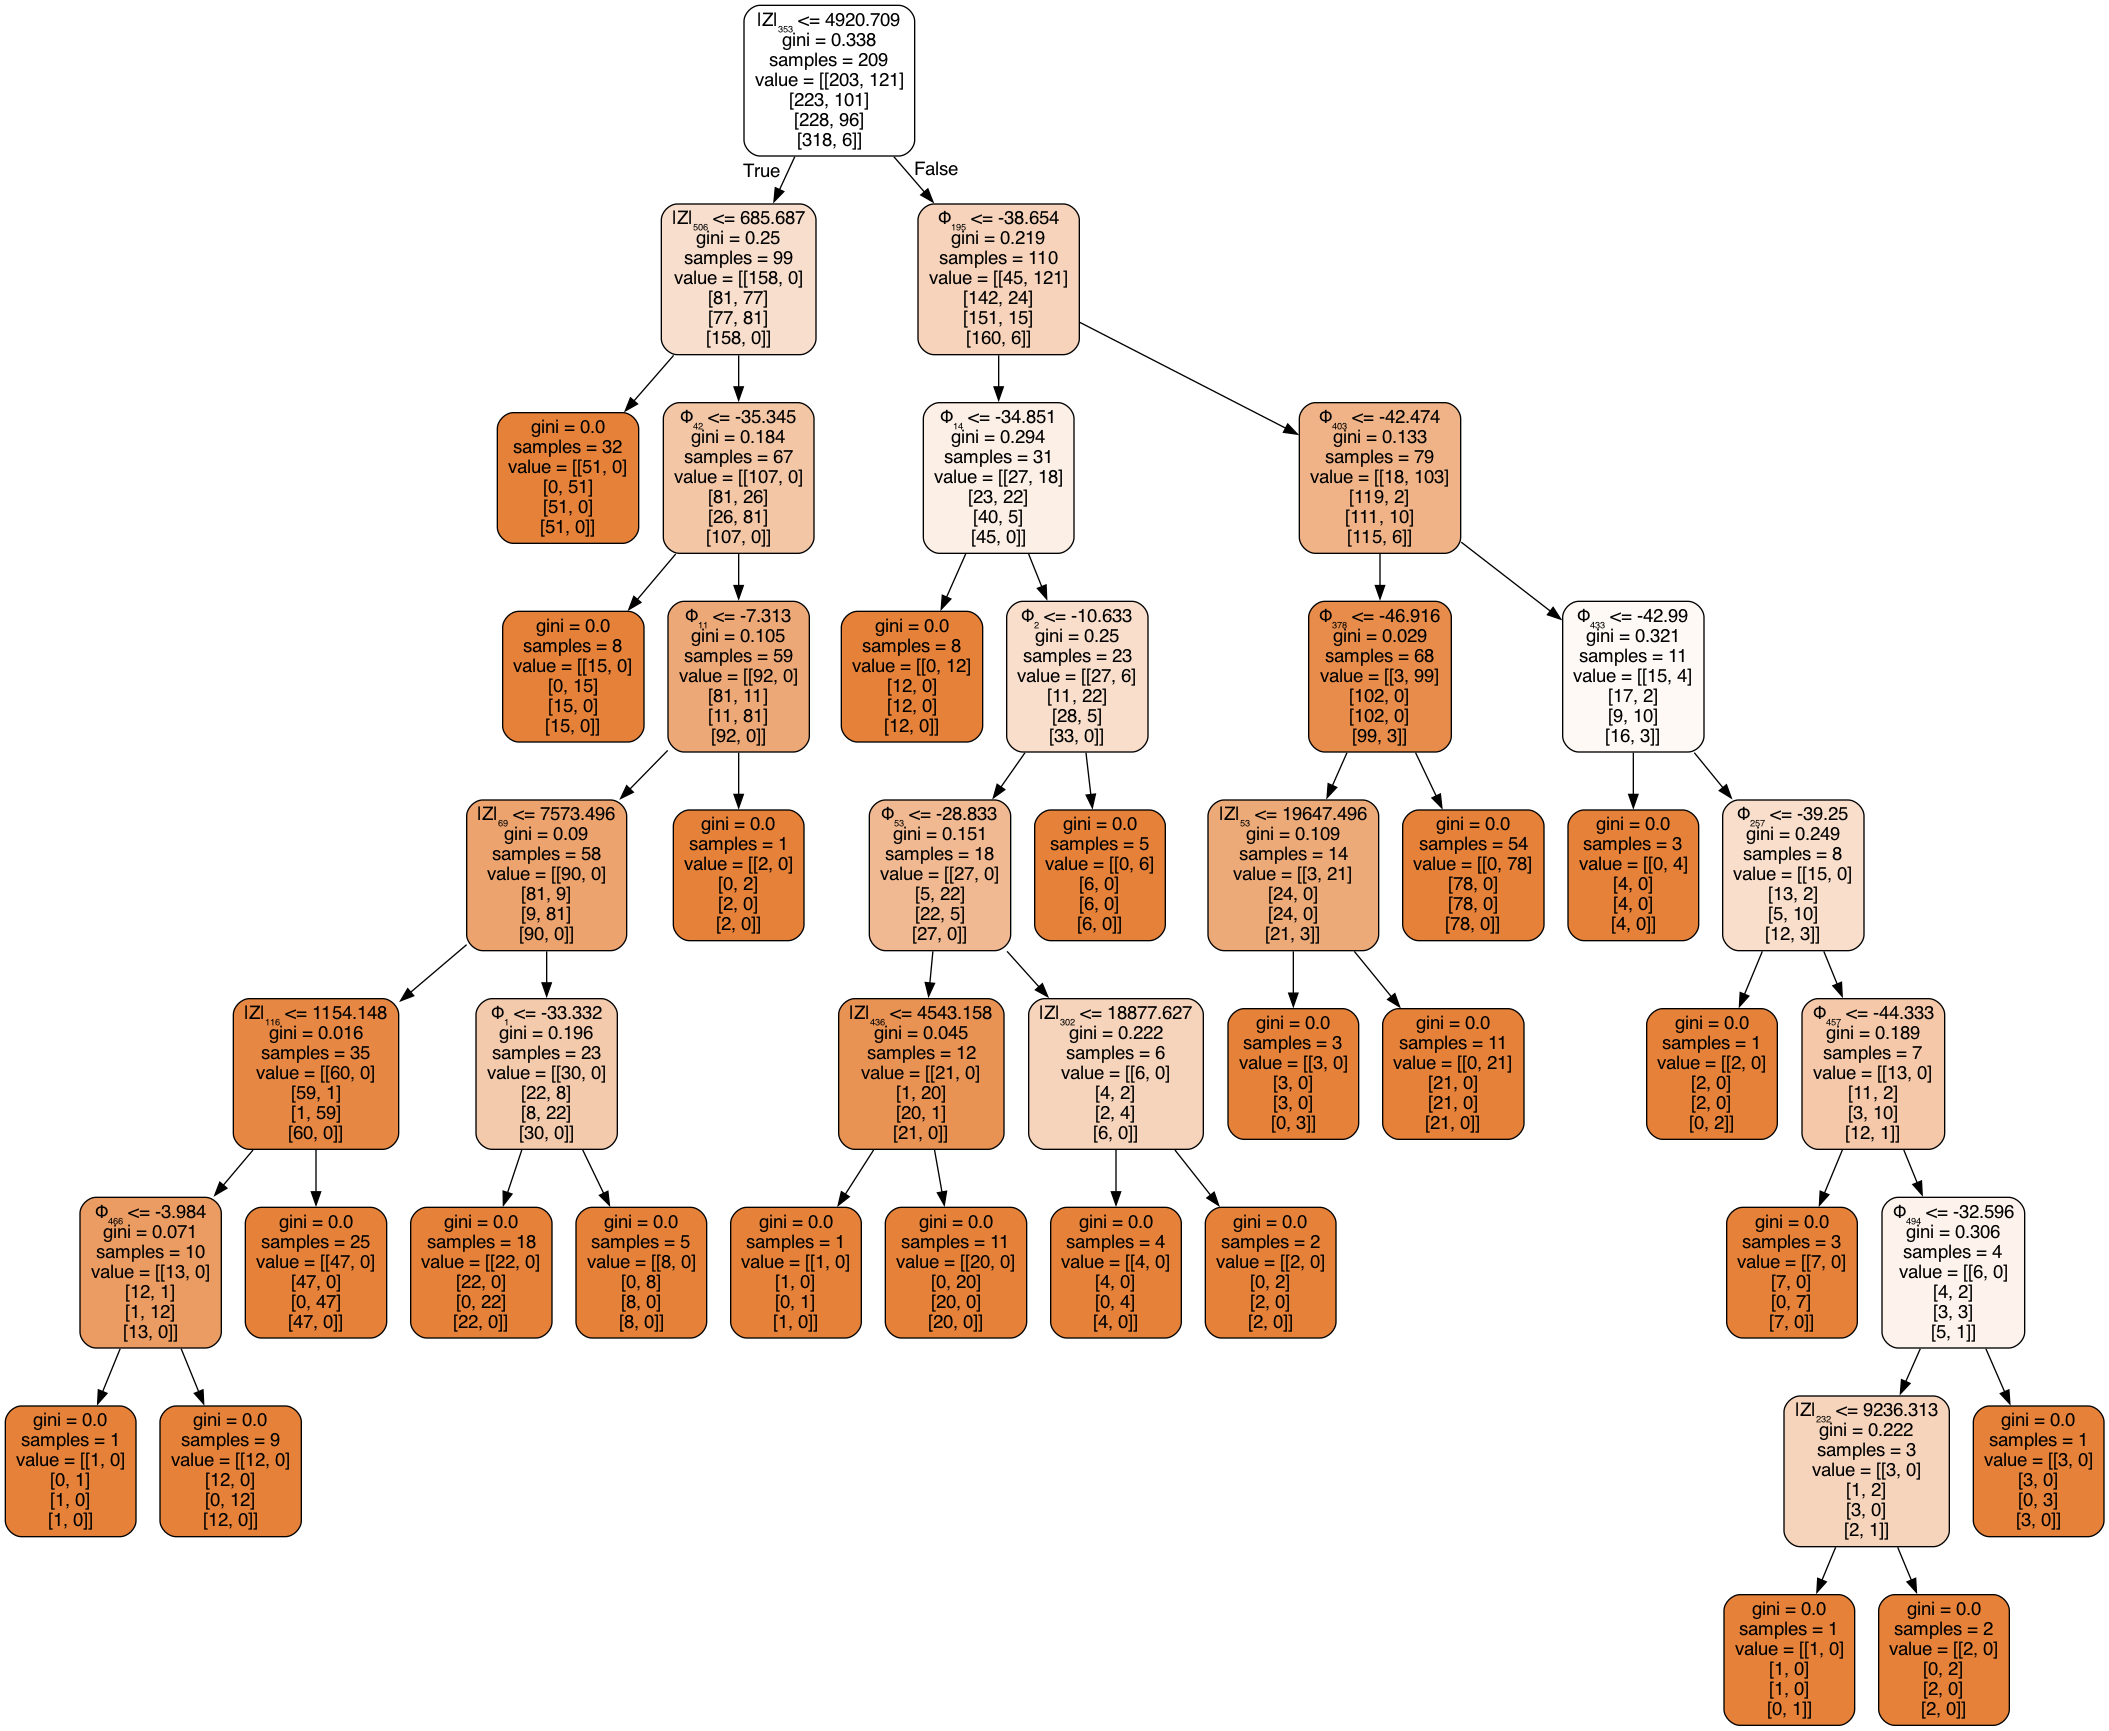 |Z|₃₅₃ <= 4920.709
gini = 0.338
samples = 209
value = [[203, 121]
[223, 101]
[228, 96]
[318, 6]]
True
False
|Z|₅₀₆ <= 685.687
gini = 0.25
samples = 99
value = [[158, 0]
[81, 77]
[77, 81]
[158, 0]]
Φ₁₉₅ <= -38.654
gini = 0.219
samples = 110
value = [[45, 121]
[142, 24]
[151, 15]
[160, 6]]
gini = 0.0
samples = 32
value = [[51, 0]
[0, 51]
[51, 0]
[51, 0]]
Φ₄₂ <= -35.345
gini = 0.184
samples = 67
value = [[107, 0]
[81, 26]
[26, 81]
[107, 0]]
Φ₁₄ <= -34.851
gini = 0.294
samples = 31
value = [[27, 18]
[23, 22]
[40, 5]
[45, 0]]
Φ₄₀₃ <= -42.474
gini = 0.133
samples = 79
value = [[18, 103]
[119, 2]
[111, 10]
[115, 6]]
gini = 0.0
samples = 8
value = [[15, 0]
[0, 15]
[15, 0]
[15, 0]]
Φ₁₁ <= -7.313
gini = 0.105
samples = 59
value = [[92, 0]
[81, 11]
[11, 81]
[92, 0]]
gini = 0.0
samples = 8
value = [[0, 12]
[12, 0]
[12, 0]
[12, 0]]
Φ₂ <= -10.633
gini = 0.25
samples = 23
value = [[27, 6]
[11, 22]
[28, 5]
[33, 0]]
Φ₃₇₈ <= -46.916
gini = 0.029
samples = 68
value = [[3, 99]
[102, 0]
[102, 0]
[99, 3]]
Φ₄₃₃ <= -42.99
gini = 0.321
samples = 11
value = [[15, 4]
[17, 2]
[9, 10]
[16, 3]]
|Z|₆₉ <= 7573.496
gini = 0.09
samples = 58
value = [[90, 0]
[81, 9]
[9, 81]
[90, 0]]
gini = 0.0
samples = 1
value = [[2, 0]
[0, 2]
[2, 0]
[2, 0]]
Φ₅₃ <= -28.833
gini = 0.151
samples = 18
value = [[27, 0]
[5, 22]
[22, 5]
[27, 0]]
gini = 0.0
samples = 5
value = [[0, 6]
[6, 0]
[6, 0]
[6, 0]]
|Z|₅₃ <= 19647.496
gini = 0.109
samples = 14
value = [[3, 21]
[24, 0]
[24, 0]
[21, 3]]
gini = 0.0
samples = 54
value = [[0, 78]
[78, 0]
[78, 0]
[78, 0]]
gini = 0.0
samples = 3
value = [[0, 4]
[4, 0]
[4, 0]
[4, 0]]
Φ₂₅₇ <= -39.25
gini = 0.249
samples = 8
value = [[15, 0]
[13, 2]
[5, 10]
[12, 3]]
|Z|₁₁₆ <= 1154.148
gini = 0.016
samples = 35
value = [[60, 0]
[59, 1]
[1, 59]
[60, 0]]
Φ₁ <= -33.332
gini = 0.196
samples = 23
value = [[30, 0]
[22, 8]
[8, 22]
[30, 0]]
|Z|₄₃₆ <= 4543.158
gini = 0.045
samples = 12
value = [[21, 0]
[1, 20]
[20, 1]
[21, 0]]
|Z|₃₀₂ <= 18877.627
gini = 0.222
samples = 6
value = [[6, 0]
[4, 2]
[2, 4]
[6, 0]]
gini = 0.0
samples = 3
value = [[3, 0]
[3, 0]
[3, 0]
[0, 3]]
gini = 0.0
samples = 11
value = [[0, 21]
[21, 0]
[21, 0]
[21, 0]]
gini = 0.0
samples = 1
value = [[2, 0]
[2, 0]
[2, 0]
[0, 2]]
Φ₄₅₇ <= -44.333
gini = 0.189
samples = 7
value = [[13, 0]
[11, 2]
[3, 10]
[12, 1]]
Φ₄₆₆ <= -3.984
gini = 0.071
samples = 10
value = [[13, 0]
[12, 1]
[1, 12]
[13, 0]]
gini = 0.0
samples = 25
value = [[47, 0]
[47, 0]
[0, 47]
[47, 0]]
gini = 0.0
samples = 18
value = [[22, 0]
[22, 0]
[0, 22]
[22, 0]]
gini = 0.0
samples = 5
value = [[8, 0]
[0, 8]
[8, 0]
[8, 0]]
gini = 0.0
samples = 1
value = [[1, 0]
[1, 0]
[0, 1]
[1, 0]]
gini = 0.0
samples = 11
value = [[20, 0]
[0, 20]
[20, 0]
[20, 0]]
gini = 0.0
samples = 4
value = [[4, 0]
[4, 0]
[0, 4]
[4, 0]]
gini = 0.0
samples = 2
value = [[2, 0]
[0, 2]
[2, 0]
[2, 0]]
gini = 0.0
samples = 3
value = [[7, 0]
[7, 0]
[0, 7]
[7, 0]]
Φ₄₉₄ <= -32.596
gini = 0.306
samples = 4
value = [[6, 0]
[4, 2]
[3, 3]
[5, 1]]
gini = 0.0
samples = 1
value = [[1, 0]
[0, 1]
[1, 0]
[1, 0]]
gini = 0.0
samples = 9
value = [[12, 0]
[12, 0]
[0, 12]
[12, 0]]
|Z|₂₃₂ <= 9236.313
gini = 0.222
samples = 3
value = [[3, 0]
[1, 2]
[3, 0]
[2, 1]]
gini = 0.0
samples = 1
value = [[3, 0]
[3, 0]
[0, 3]
[3, 0]]
gini = 0.0
samples = 1
value = [[1, 0]
[1, 0]
[1, 0]
[0, 1]]
gini = 0.0
samples = 2
value = [[2, 0]
[0, 2]
[2, 0]
[2, 0]]